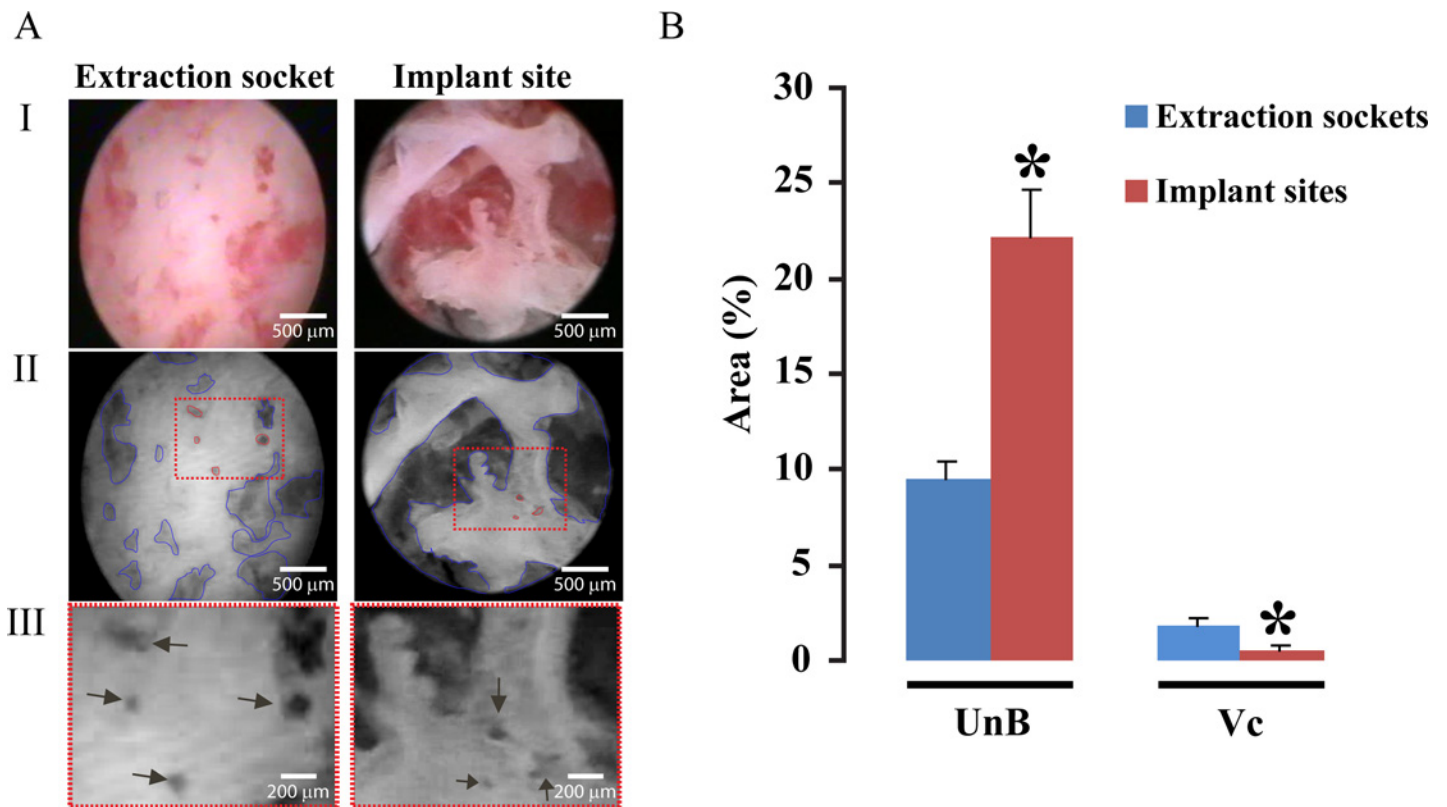 A
Extraction socket
Implant site
I
500 μm
500 μm
II
500 μm
500 μm
III
200 μm
200 μm
B
30
25
20
15
10
5
0
Area (%)
*
*
Extraction sockets
Implant sites
UnB
Vc